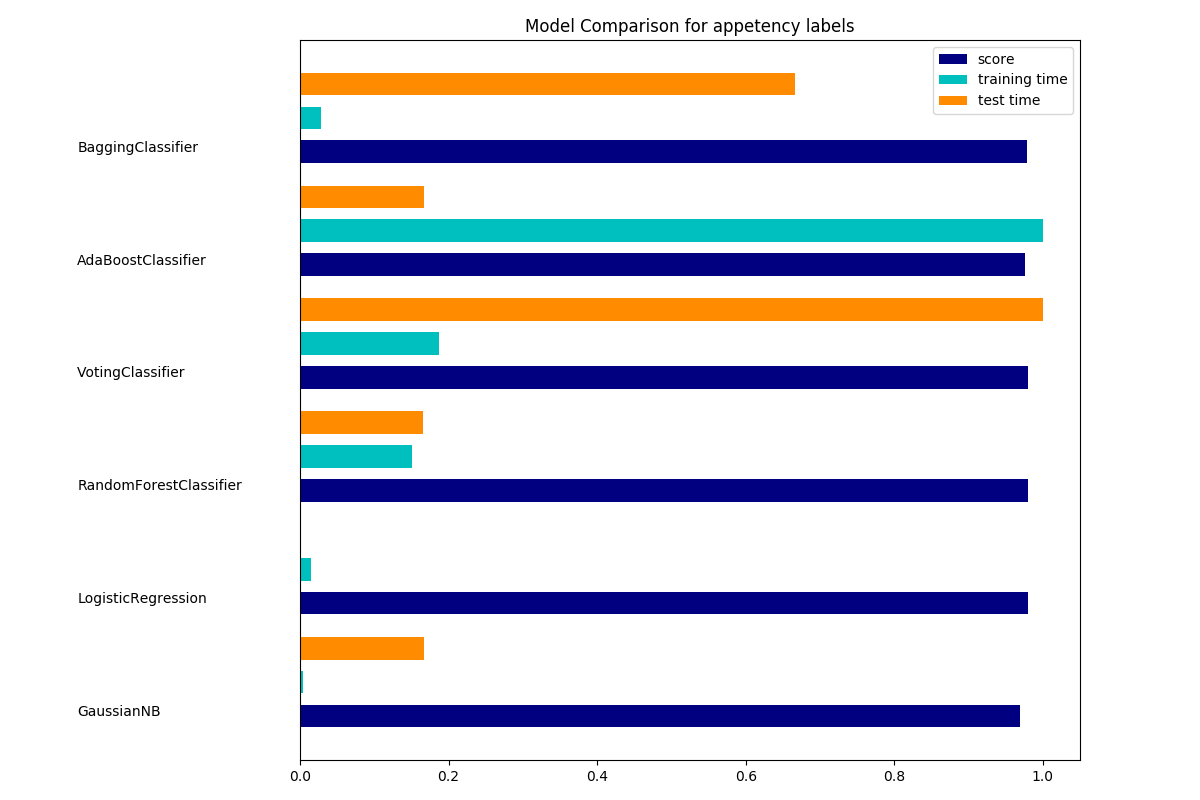 Model Comparison for appetency labels
score
training time
test time
BaggingClassifier
AdaBoostClassifier
VotingClassifier
RandomForestClassifier
LogisticRegression
GaussianNB
0.0 0.2 0.4 0.6 0.8 1.0